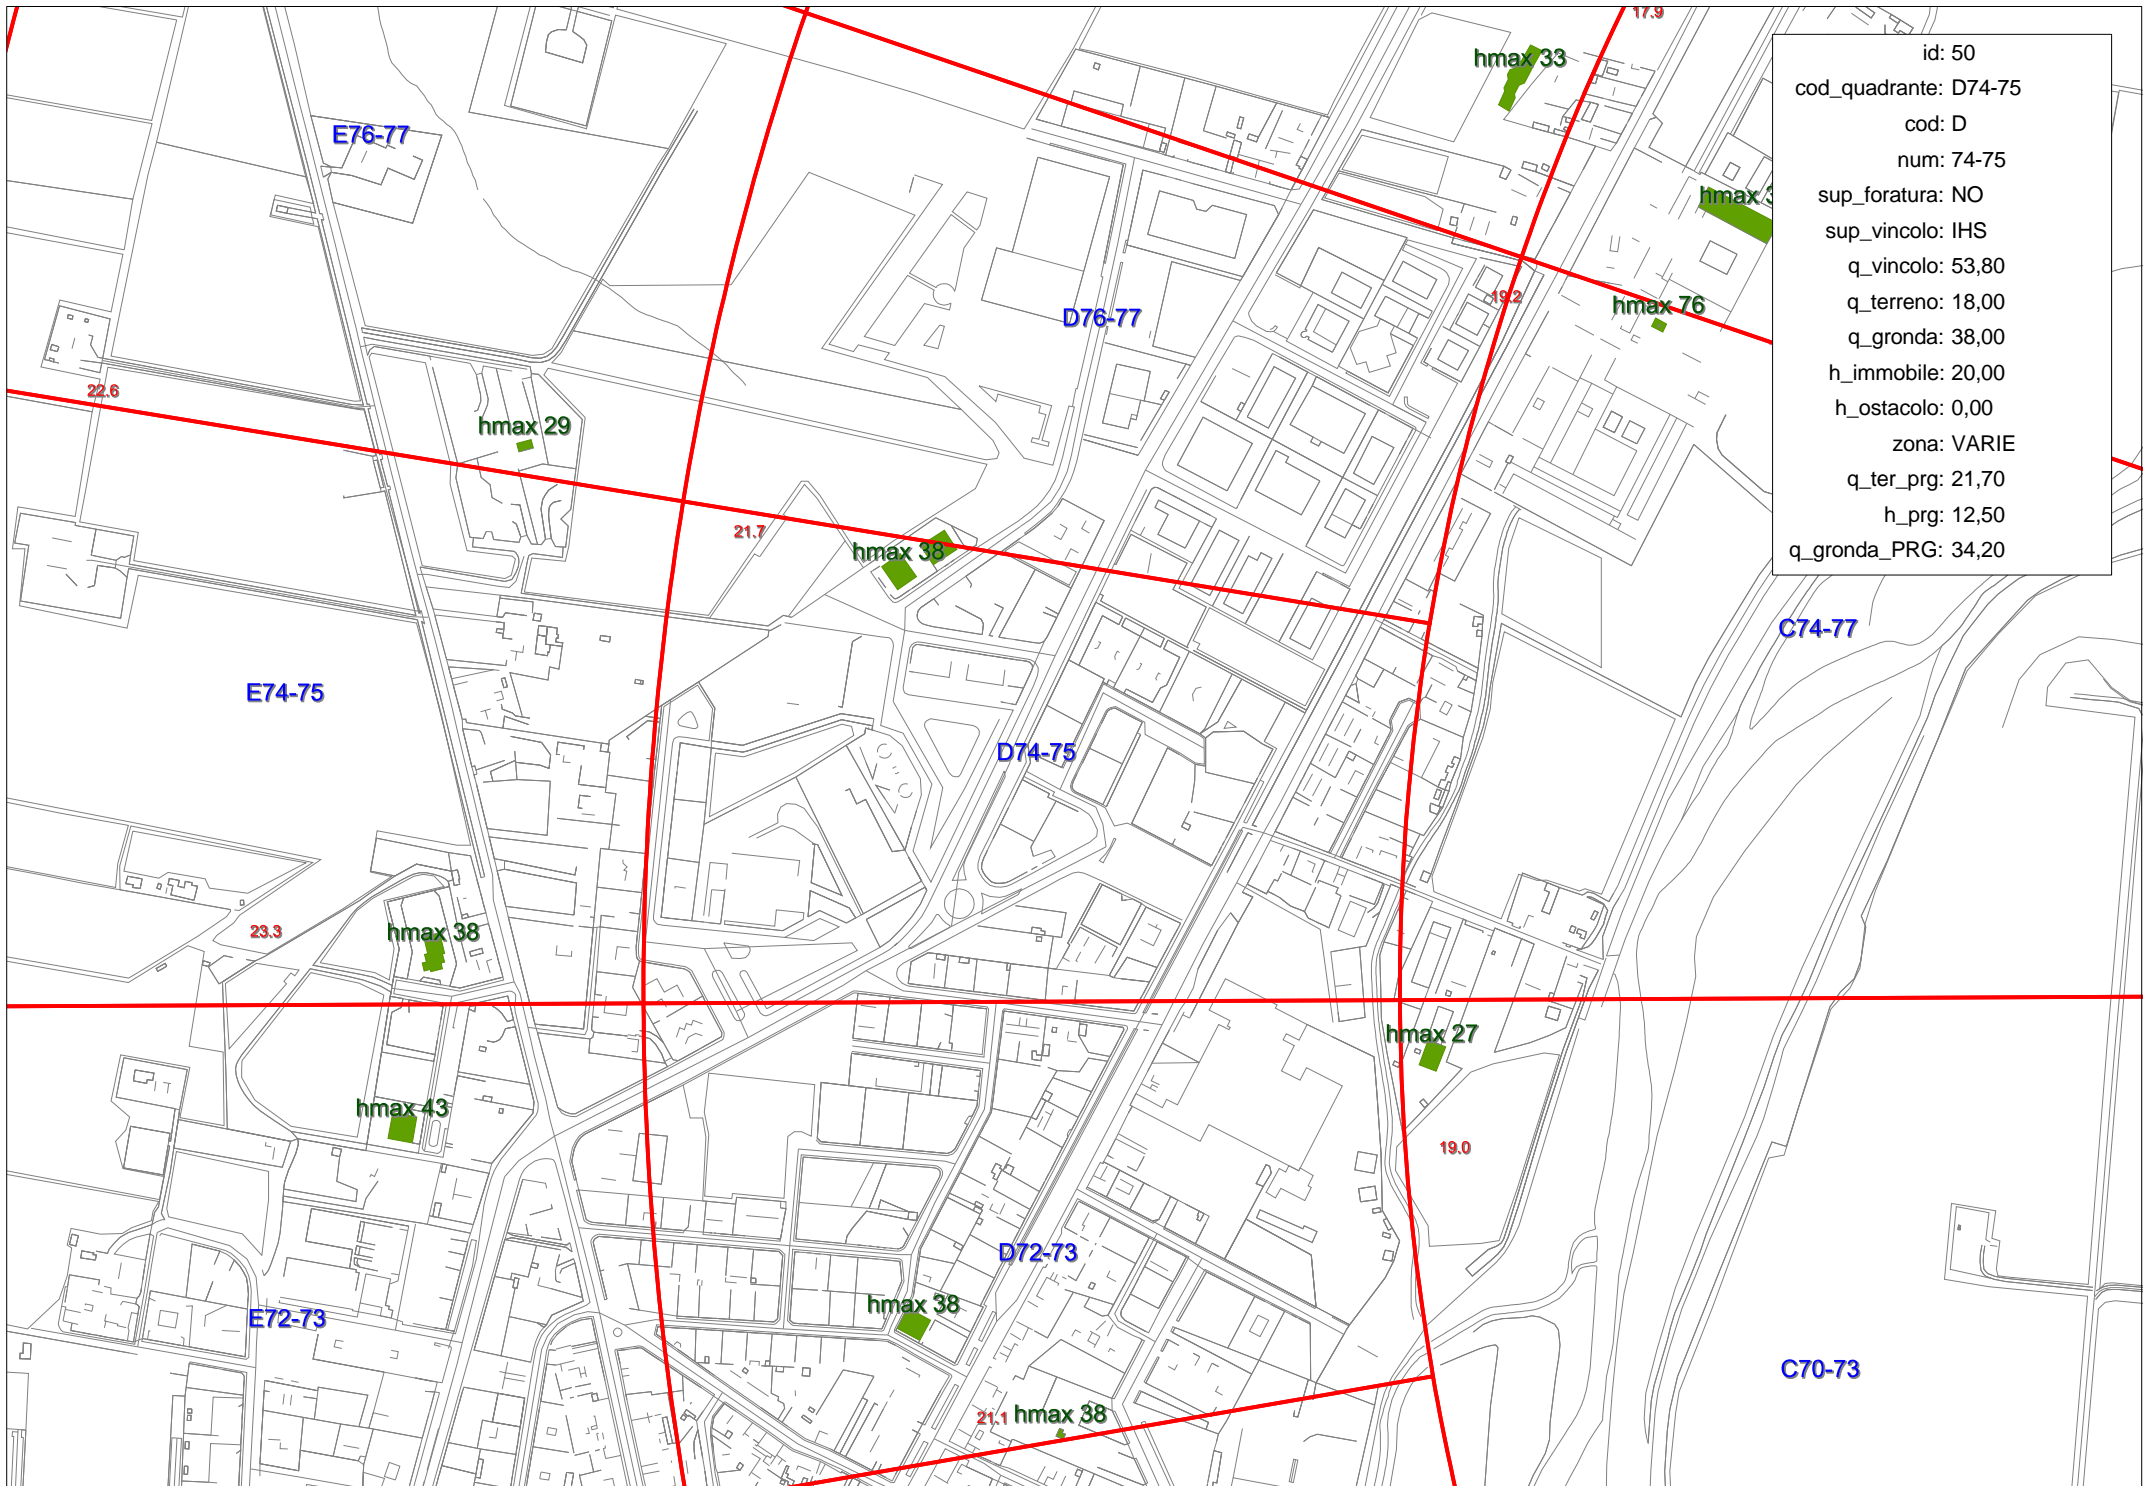 17.9
hmax 33
id: 50
cod_quadrante: D74-75
cod: D
num: 74-75
sup_foratura: NO
sup_vincolo: IHS
q_vincolo: 53,80
q_terreno: 18,00
q_gronda: 38,00
h_immobile: 20,00
h_ostacolo: 0,00
zona: VARIE
q_ter_prg: 21,70
h_prg: 12,50
q_gronda_PRG: 34,20
E76-77
hmax 3
19.2
hmax 76
D76-77
22.6
hmax 29
21.7
hmax 38
C74-77
E74-75
D74-75
23.3
hmax 38
hmax 27
hmax 43
19.0
D72-73
hmax 38
E72-73
C70-73
21.1
hmax 38